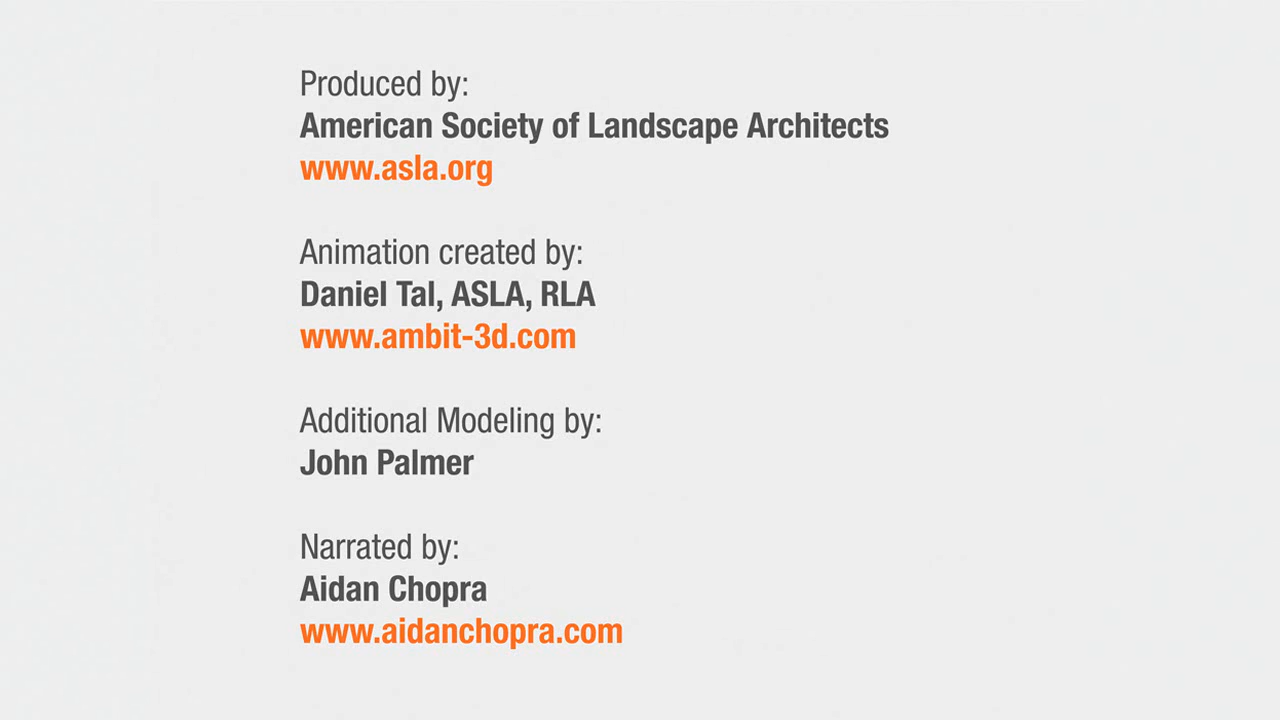 Produced by:
American Society of Landscape Architects
www.asla.org
Animation created by:
Daniel Tal, ASLA, RLA
www.ambit-3d.com
Additional Modeling by:
John Palmer
Narrated by:
Aidan Chopra
www.aidanchopra.com